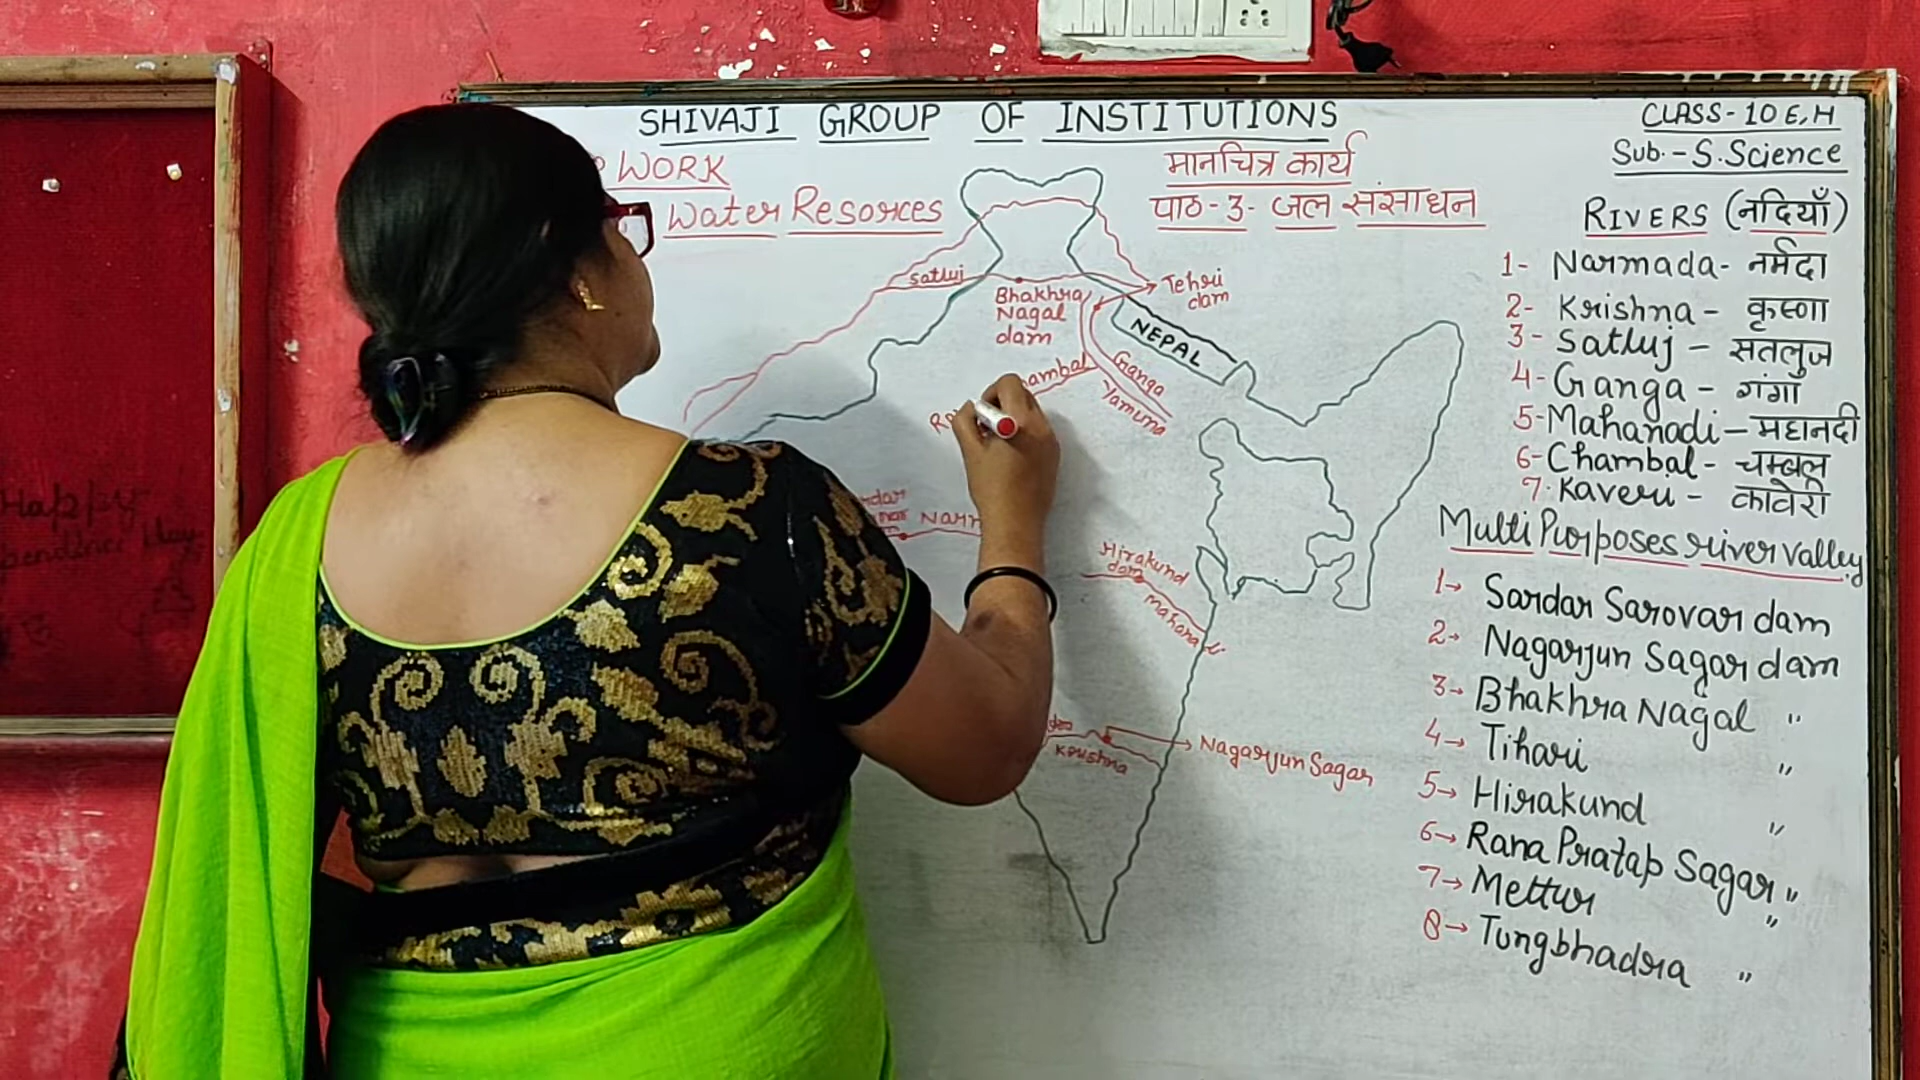 SHIVAJI GROUP OF INSTITUTIONS
WORK
Water Resorces
मानचित्र कार्य
पाठ-3- जल संसाधन
CLASS-10 E,H
Sub.-S.Science
RIVERS (नदियाँ)
1- Narmada- नर्मदा
2- Krishna- कृष्णा
3- Satluj- सतलुज
4- Ganga- गंगा
5- Mahanadi- महानदी
6- Chambal- चम्बल
7. Kaveri- कावेरी
Multi Purposes river valley
1→ Sardar Sarovar dam
2→ Nagarjun Sagar dam
3→ Bhakhra Nagal "
4→ Tihari "
5→ Hirakund "
6→ Rana Pratap Sagar "
7→ Mettur "
8→ Tungbhadra "
Satluj
Bhakhra
Nagal
dam
Tehri
dam
NEPAL
Ganga
Yamuna
Hirakund
dam
Mahanadi
Krushna
Nagarjun Sagar